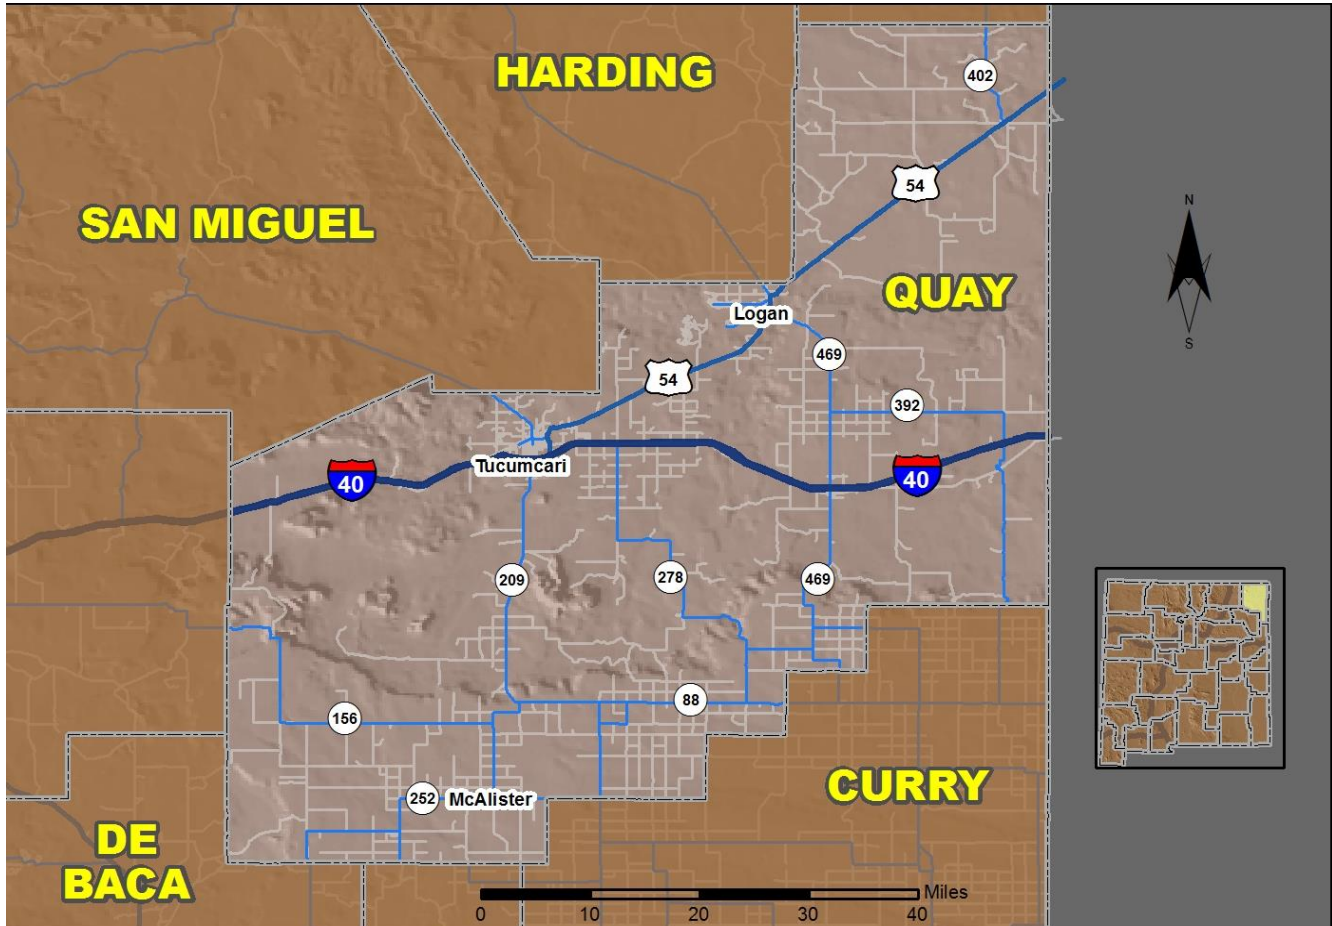 HARDING
402
54
SAN MIGUEL
N
QUAY
Logan
S
469
54
392
Tucumcari
40
40
209
278
469
88
156
CURRY
252
McAlister
DE
BACA
Miles
0 10 20 30 40